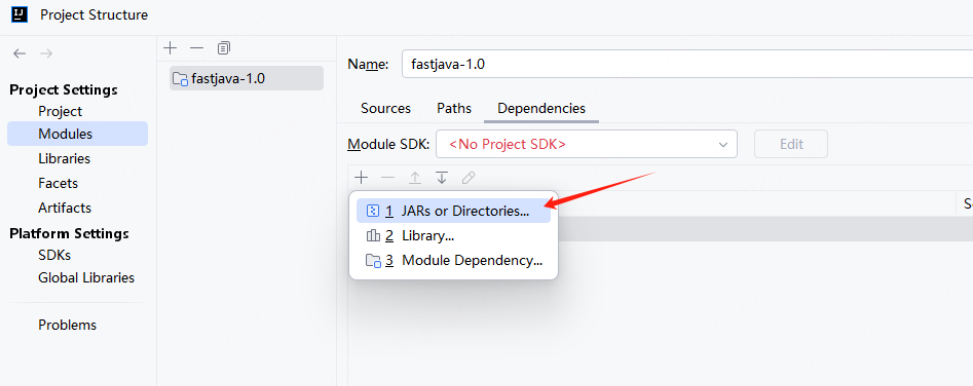 Project Structure
Project Settings
Project
Modules
Libraries
Facets
Artifacts
Platform Settings
SDKs
Global Libraries
Problems
fastjava-1.0
Name: fastjava-1.0
Sources Paths Dependencies
Module SDK: <No Project SDK> Edit
1 JARs or Directories...
2 Library...
3 Module Dependency...